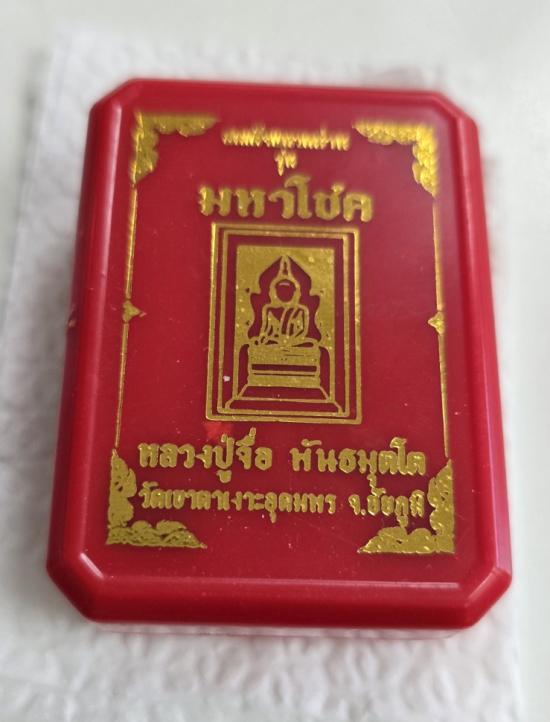 รุ่น
มหาโชค
หลวงปู่จื่อ พันธมุตโต
วัดเขาตาเงาะอุดมพร จ.ชัยภูมิ